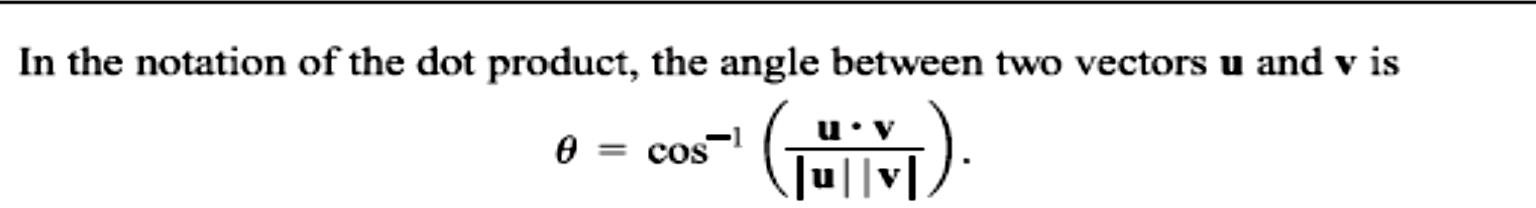 In the notation of the dot product, the angle between two vectors u and v is
θ = cos⁻¹ (u · v / |u||v|).